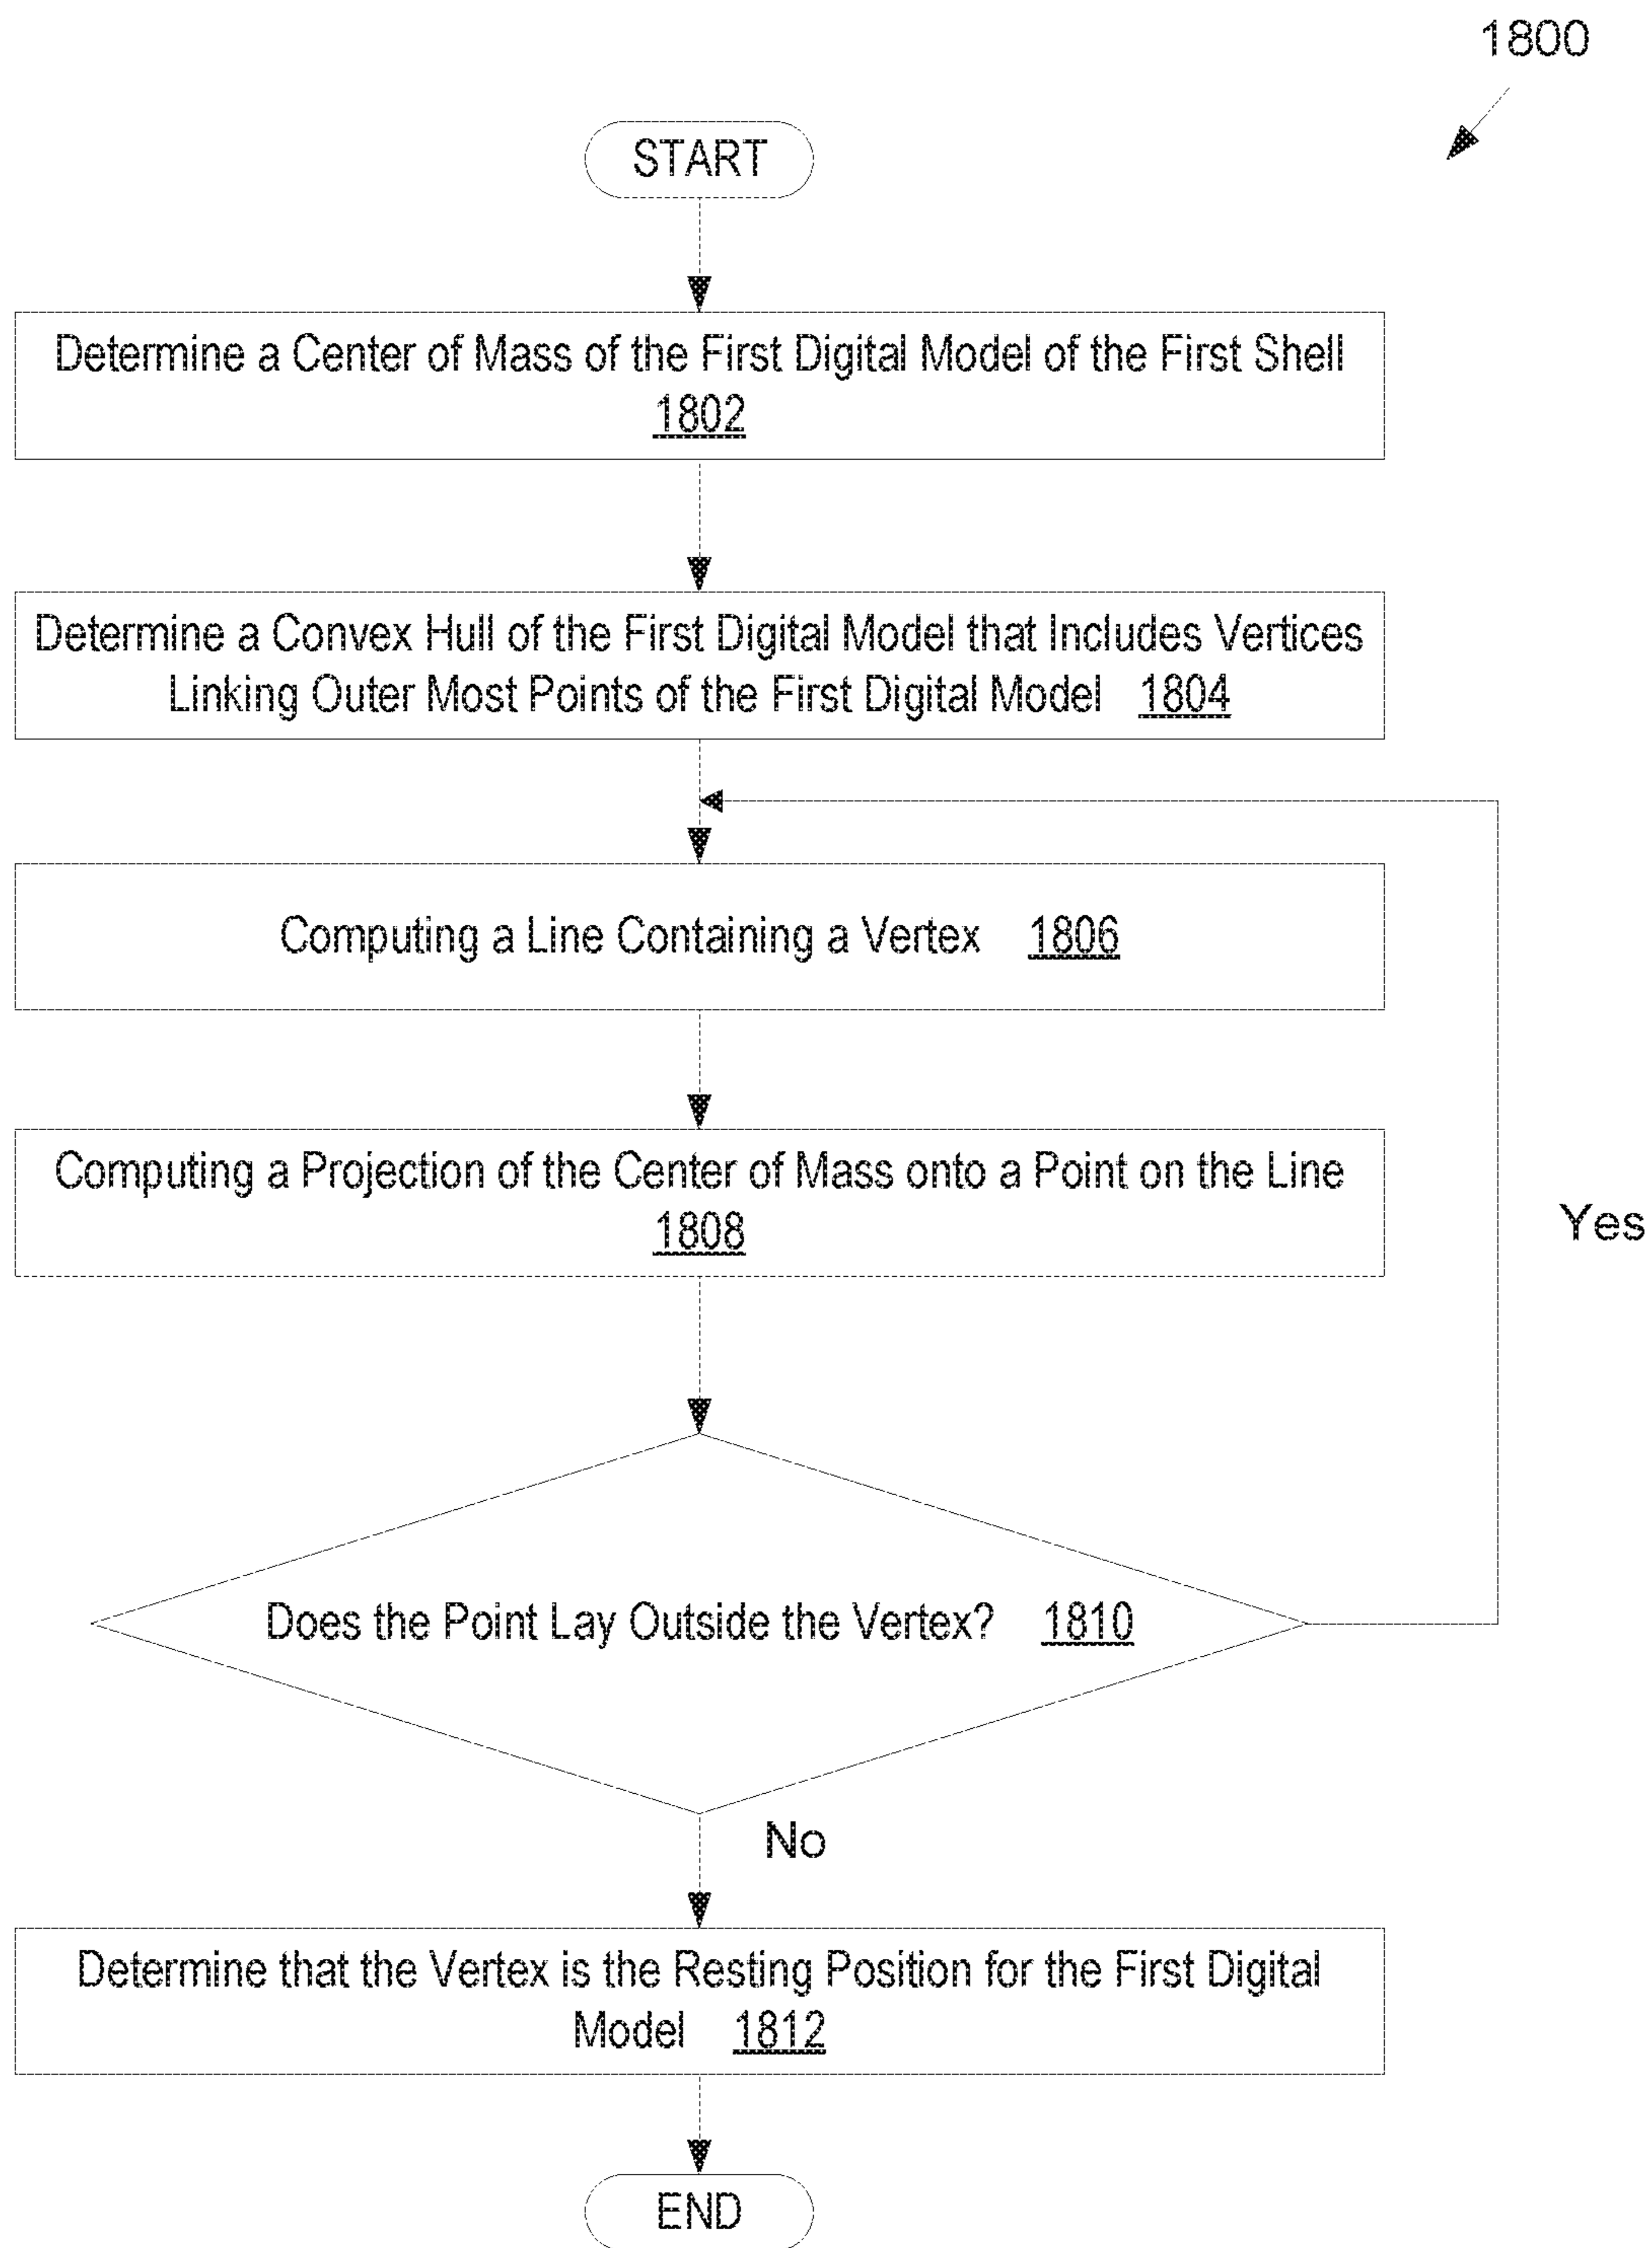 1800
START
Determine a Center of Mass of the First Digital Model of the First Shell
1802
Determine a Convex Hull of the First Digital Model that Includes Vertices
Linking Outer Most Points of the First Digital Model 1804
Computing a Line Containing a Vertex 1806
Computing a Projection of the Center of Mass onto a Point on the Line
1808
Yes
Does the Point Lay Outside the Vertex? 1810
No
Determine that the Vertex is the Resting Position for the First Digital
Model 1812
END